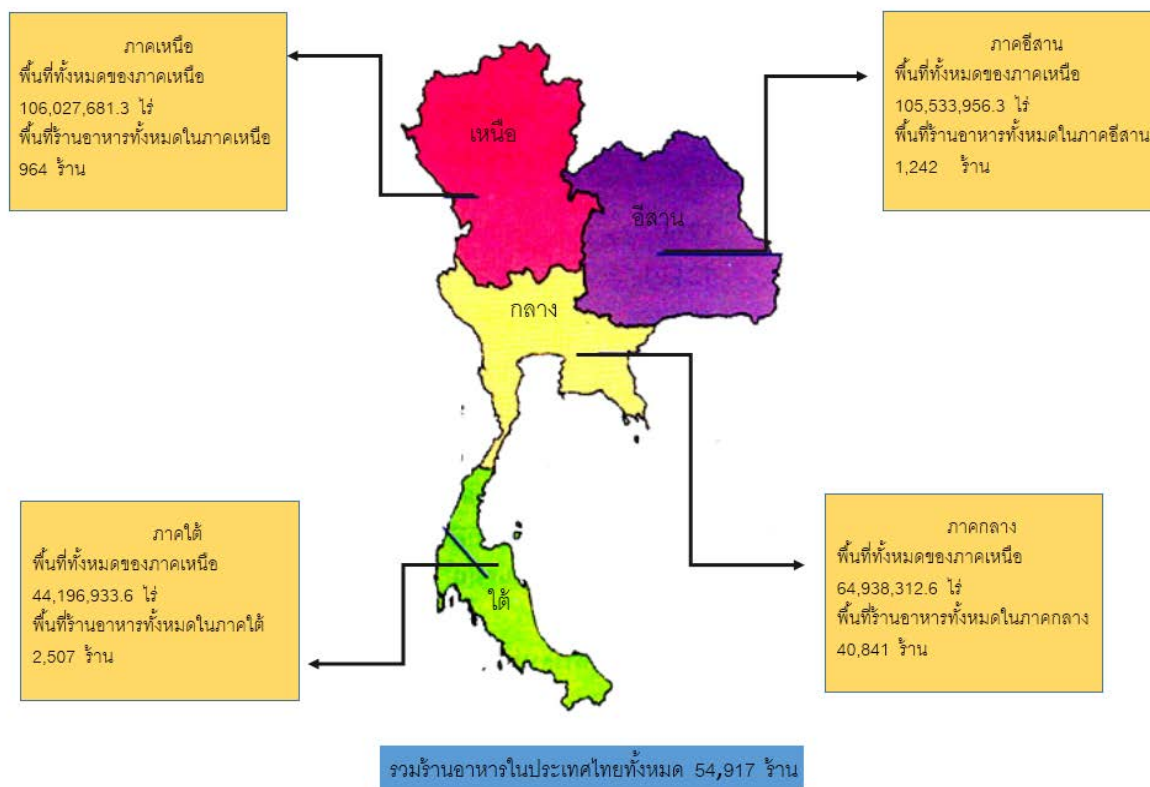 ภาคเหนือ
พื้นที่ทั้งหมดของภาคเหนือ
106,027,681.3 ไร่
พื้นที่ร้านอาหารทั้งหมดในภาคเหนือ
964 ร้าน
ภาคอีสาน
พื้นที่ทั้งหมดของภาคเหนือ
105,533,956.3 ไร่
พื้นที่ร้านอาหารทั้งหมดในภาคอีสาน
1,242 ร้าน
เหนือ
อีสาน
กลาง
ใต้
ภาคใต้
พื้นที่ทั้งหมดของภาคเหนือ
44,196,933.6 ไร่
พื้นที่ร้านอาหารทั้งหมดในภาคใต้
2,507 ร้าน
ภาคกลาง
พื้นที่ทั้งหมดของภาคเหนือ
64,938,312.6 ไร่
พื้นที่ร้านอาหารทั้งหมดในภาคกลาง
40,841 ร้าน
รวมร้านอาหารในประเทศไทยทั้งหมด 54,917 ร้าน